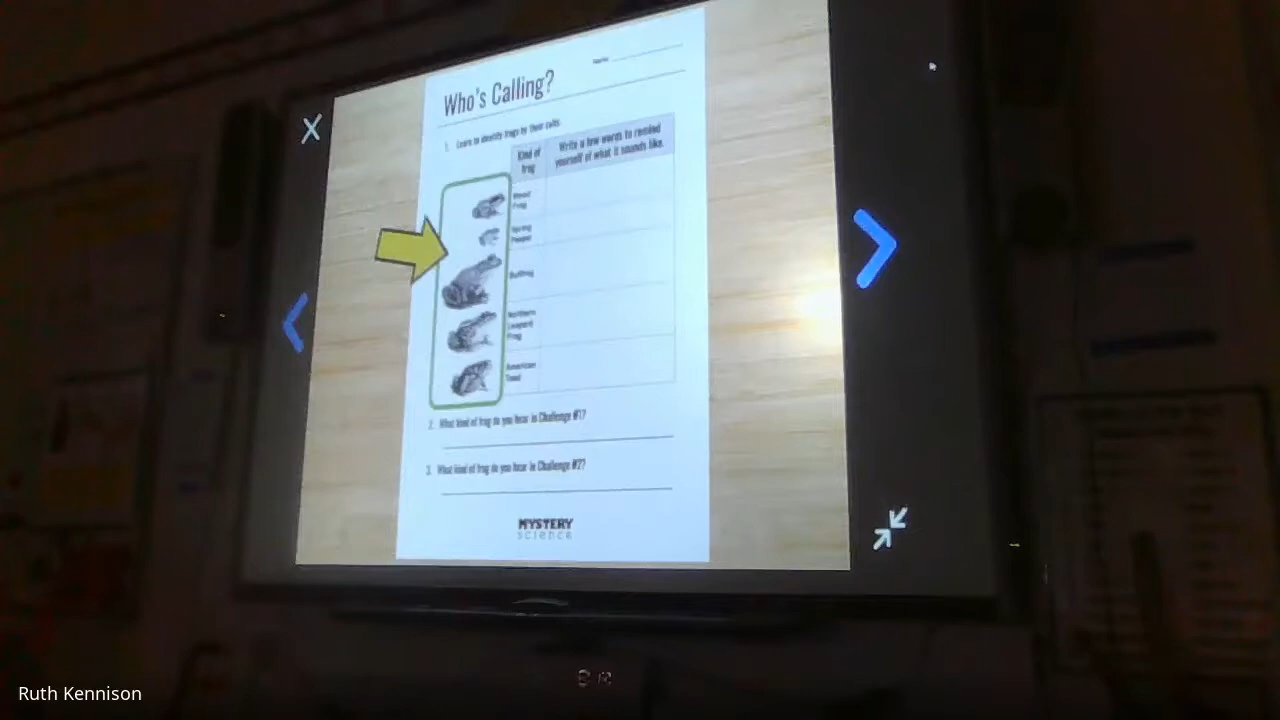 Name:
Who's Calling?
1. Learn to identify frogs by their calls.
Kind of
frog
Write a few words to remind
yourself of what it sounds like.
Wood
Frog
Spring
Peeper
Bullfrog
Northern
Leopard
Frog
American
Toad
2. What kind of frog do you hear in Challenge #1?
3. What kind of frog do you hear in Challenge #2?
MYSTERY
science
Ruth Kennison